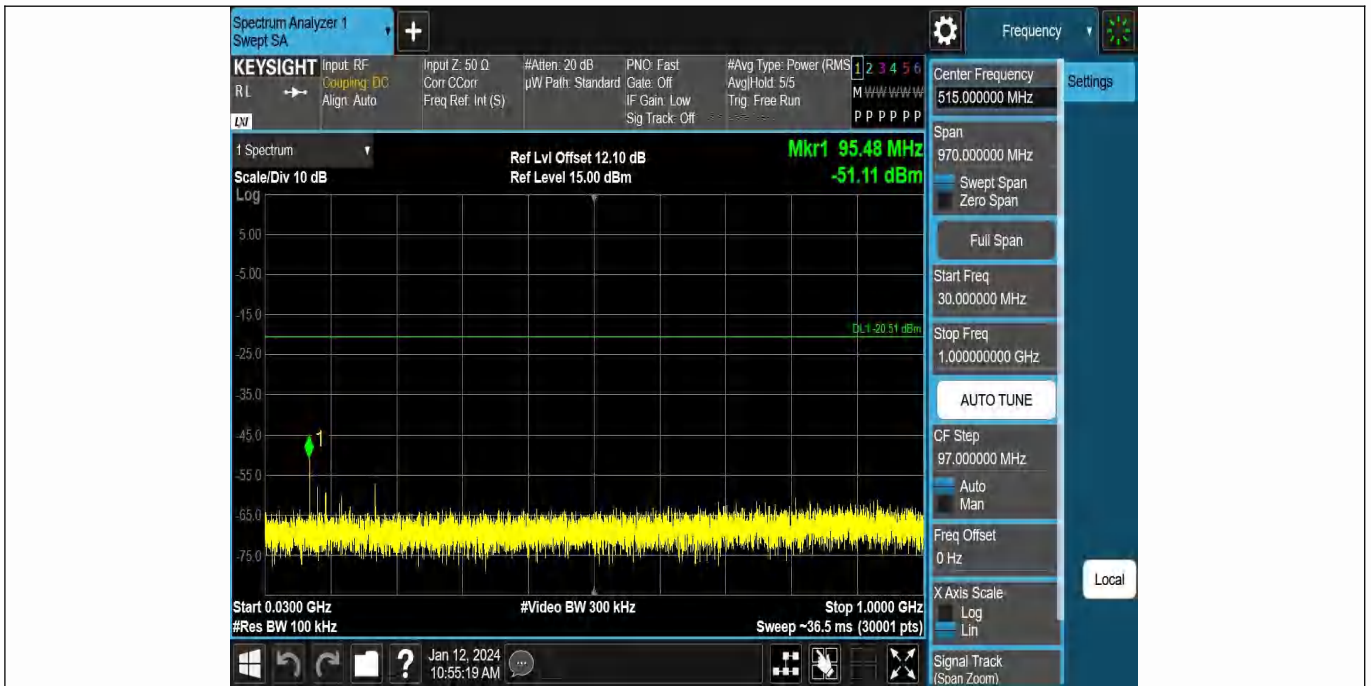 Spectrum Analyzer 1
Swept SA
Frequency
KEYSIGHT
RL
LXI
Input: RF
Coupling: DC
Align: Auto
Input Z: 50 Ω
Corr CCorr
Freq Ref: Int (S)
#Atten: 20 dB
µW Path: Standard
PNO: Fast
Gate: Off
IF Gain: Low
Sig Track: Off
#Avg Type: Power (RMS
Avg|Hold: 5/5
Trig: Free Run
1 2 3 4 5 6
M W W W W W
P P P P P P
Center Frequency
515.000000 MHz
Settings
1 Spectrum
Scale/Div 10 dB
Log
Ref Lvl Offset 12.10 dB
Ref Level 15.00 dBm
Mkr1 95.48 MHz
-51.11 dBm
Span
970.000000 MHz
Swept Span
Zero Span
Full Span
Start Freq
30.000000 MHz
Stop Freq
1.000000000 GHz
AUTO TUNE
CF Step
97.000000 MHz
Auto
Man
Freq Offset
0 Hz
X Axis Scale
Log
Lin
Signal Track
(Span Zoom)
Local
5.00
-5.00
-15.0
DL1 -20.51 dBm
-25.0
-35.0
-45.0
1
-55.0
-65.0
-75.0
Start 0.0300 GHz
#Res BW 100 kHz
#Video BW 300 kHz
Stop 1.0000 GHz
Sweep ~36.5 ms (30001 pts)
?
Jan 12, 2024
10:55:19 AM